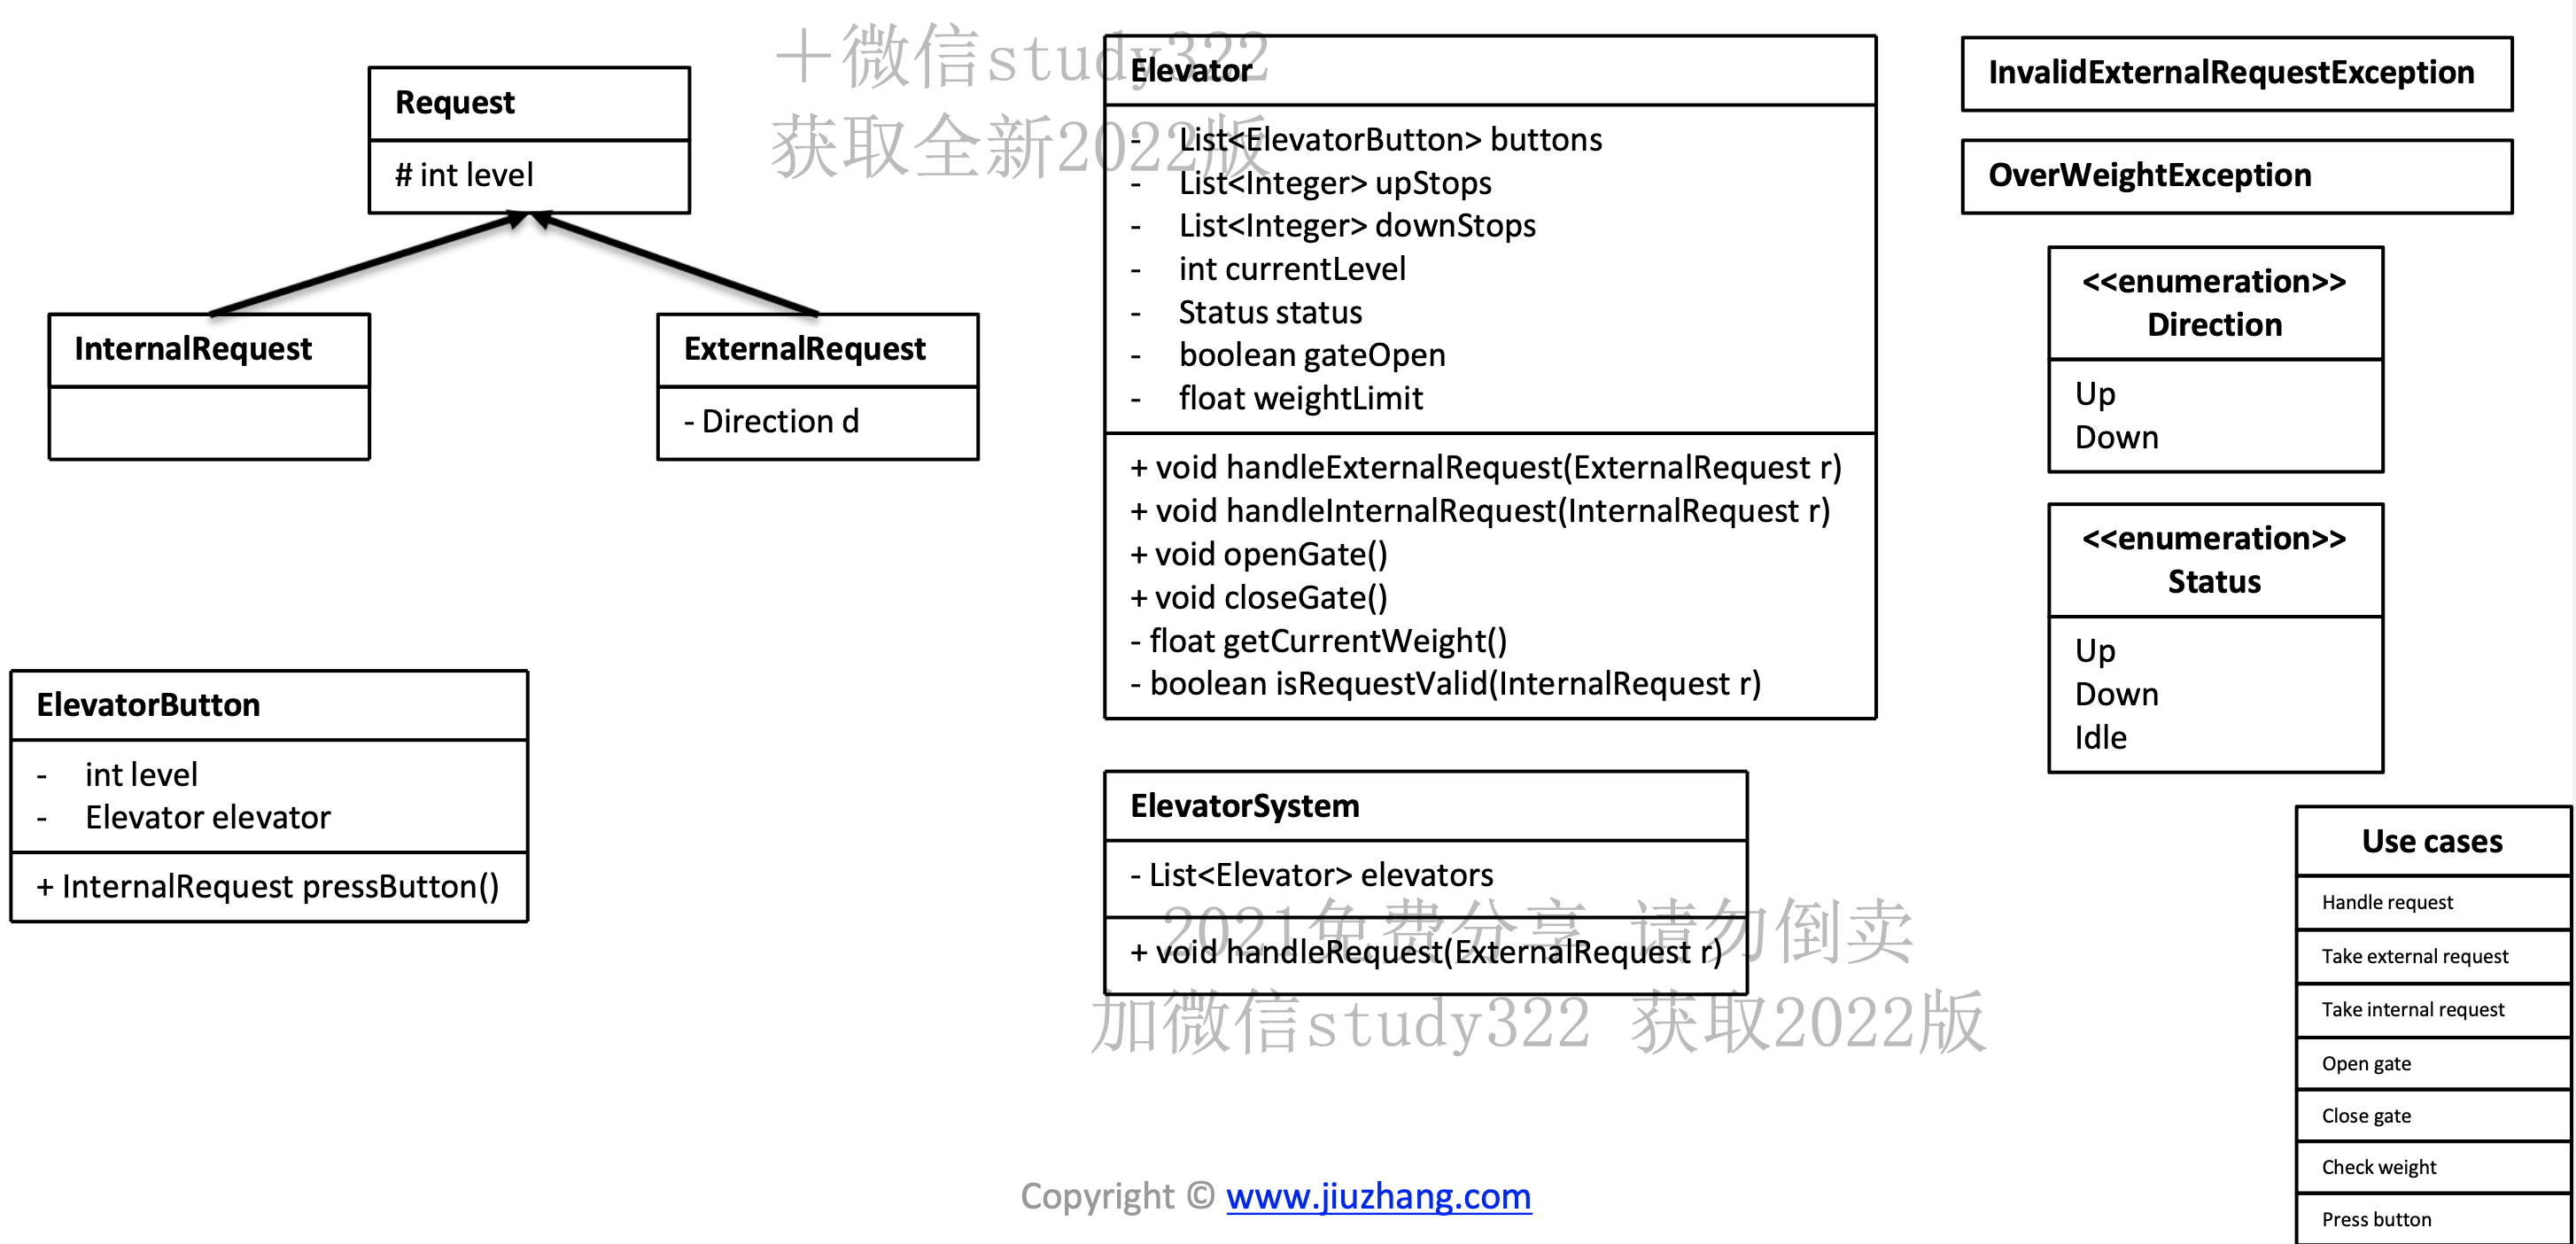 +微信study322
获取全新2022版
Request
# int level
InternalRequest
ExternalRequest
- Direction d
ElevatorButton
- int level
- Elevator elevator
+ InternalRequest pressButton()
Elevator
- List<ElevatorButton> buttons
- List<Integer> upStops
- List<Integer> downStops
- int currentLevel
- Status status
- boolean gateOpen
- float weightLimit
+ void handleExternalRequest(ExternalRequest r)
+ void handleInternalRequest(InternalRequest r)
+ void openGate()
+ void closeGate()
- float getCurrentWeight()
- boolean isRequestValid(InternalRequest r)
ElevatorSystem
- List<Elevator> elevators
+ void handleRequest(ExternalRequest r)
2021免费分享 请勿倒卖
加微信study322 获取2022版
InvalidExternalRequestException
OverWeightException
<<enumeration>>
Direction
Up
Down
<<enumeration>>
Status
Up
Down
Idle
Use cases
Handle request
Take external request
Take internal request
Open gate
Close gate
Check weight
Press button
Copyright © www.jiuzhang.com